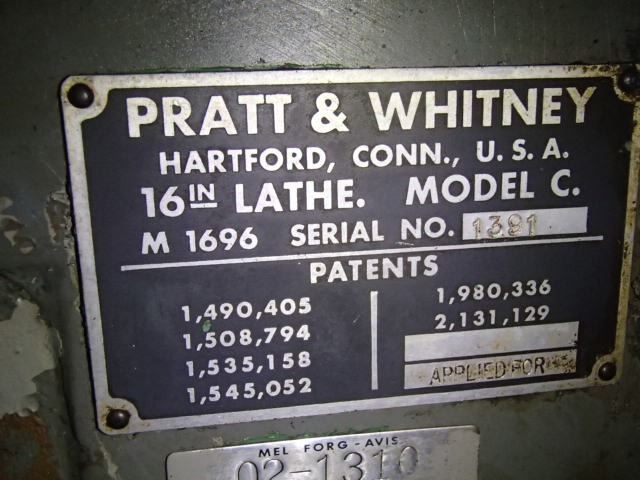 PRATT & WHITNEY
HARTFORD, CONN., U. S. A.
16IN LATHE. MODEL C.
M 1696 SERIAL NO. 1381
PATENTS
1,490,405
1,508,794
1,535,158
1,545,052
1,980,336
2,131,129
APPLIED FOR
MEL FORG-AVIS
02-1310